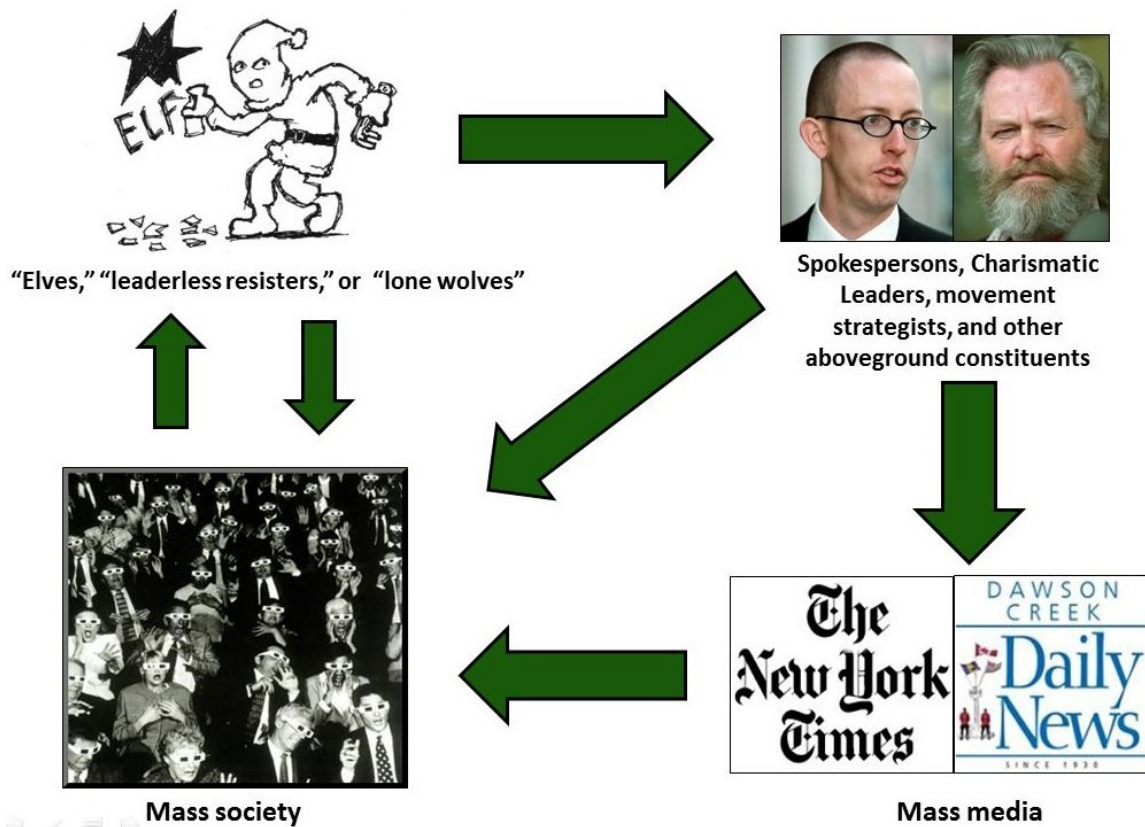 ELF
“Elves,” “leaderless resisters,” or “lone wolves”
Spokespersons, Charismatic
Leaders, movement
strategists, and other
aboveground constituents
The
New York
Times
DAWSON
CREEK
Daily
News
SINCE 1930
Mass society
Mass media